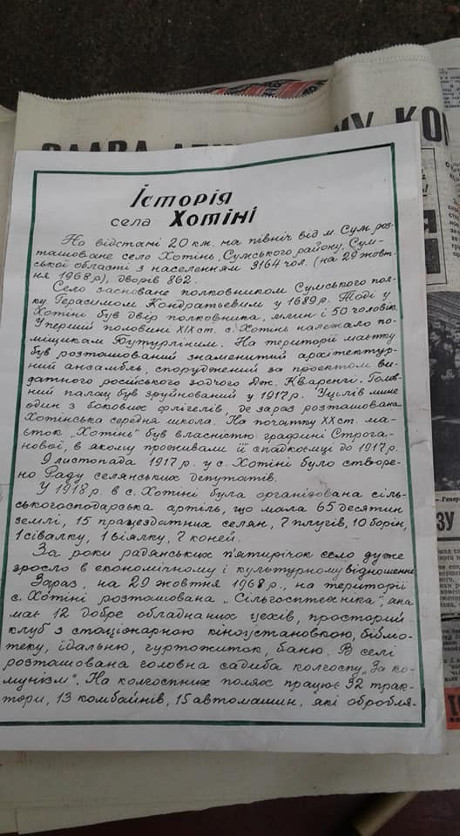 СЛАВА
КО
Історія
села Хотіні
На відстані 20 км. на північ від м. Сум роз-
ташоване село Хотінь, Сумського району, Сум-
ської області з населенням 3164 чол. (на 29 жовт-
ня 1968 р), дворів 862.
Село засноване полковником Сумського пол-
ку Герасимом Кондратьевим у 1689 р. Тоді у
Хотіні був двір полковника, млин і 50 чоловік.
У першій половині XIX ст. с. Хотінь належало по-
міщикам Бутурліним. На території маєтку
був розташований знаменитий архітектур-
ний ансамбль, споруджений за проектом ви-
датного російського зодчого Дж. Кваренгі. Голов-
ний палац був зруйнований у 1917 р. Уцілів лише
один з бокових флігелів, де зараз розташована
Хотінська середня школа. На початку XX ст. ма-
єток „Хотінь" був власністю графині Строга-
нової, в якому проживали її спадкоємці до 1917 р.
9 листопада 1917 р. у с. Хотіні було створе-
но Раду селянських депутатів.
У 1918 р. в с. Хотіні була організована сіль-
ськогосподарська артіль, що мала 65 десятин
землі, 15 працездатних селян, 7 плугів, 10 борін,
1 сівалку, 1 віялку, 7 коней.
За роки радянських п'ятирічок село дуже
зросло в економічному і культурному відношенне
Зараз, на 29 жовтня 1968 р., на території
с. Хотіні розташована „Сільгосптехніка", яка
має 12 добре обладнаних цехів, просторий
клуб з стаціонарною кіноустановкою, бібліо-
теку, їдальню, гуртожиток, баню. В селі
розташована головна садиба колгоспу „За ко-
мунізм". На колгоспних полях працює 32 трак-
тори, 13 комбайнів, 15 автомашин, які обробля-